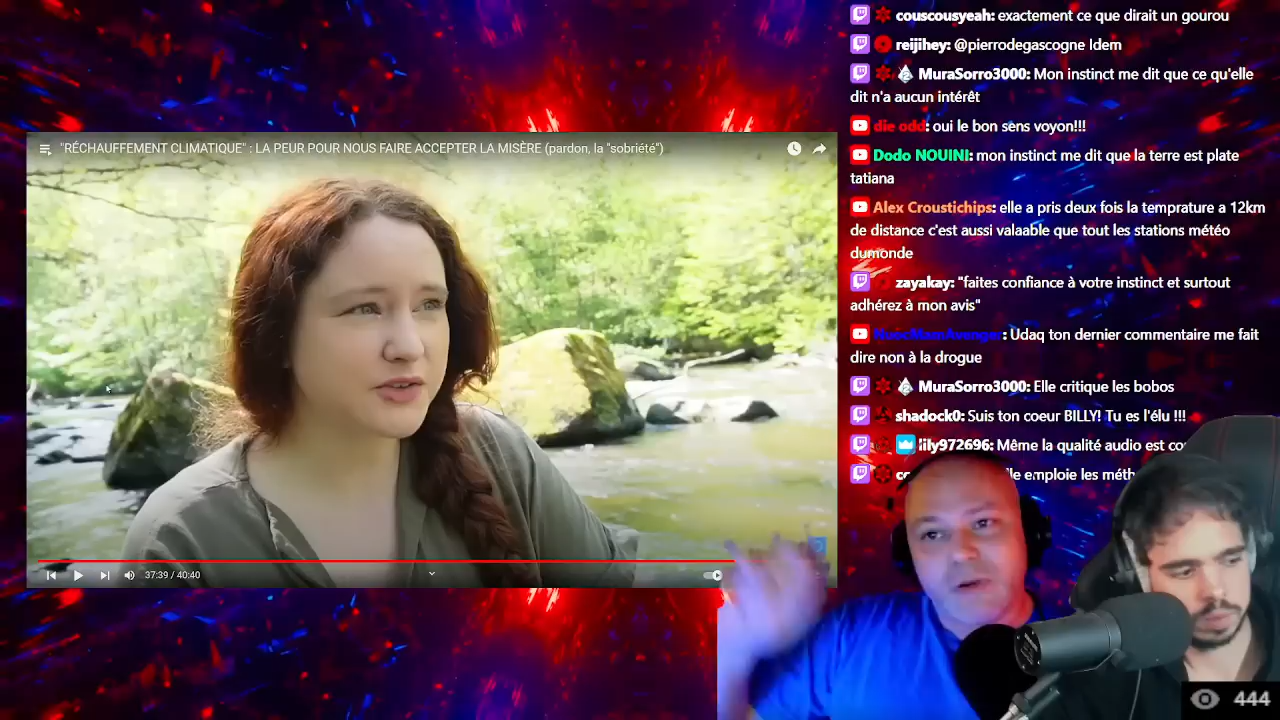 "RÉCHAUFFEMENT CLIMATIQUE" : LA PEUR POUR NOUS FAIRE ACCEPTER LA MISÈRE (pardon, la "sobriété")
37:39 / 40:40
couscousyeah: exactement ce que dirait un gourou
reijihey: @pierrodegascogne Idem
MuraSorro3000: Mon instinct me dit que ce qu'elle
dit n'a aucun intérêt
die odd: oui le bon sens voyon!!!
Dodo NOUINI: mon instinct me dit que la terre est plate
tatiana
Alex Croustichips: elle a pris deux fois la temprature a 12km
de distance c'est aussi valaable que tout les stations météo
dumonde
zayakay: "faites confiance à votre instinct et surtout
adhérez à mon avis"
NuocMamAvenger: Udaq ton dernier commentaire me fait
dire non à la drogue
MuraSorro3000: Elle critique les bobos
shadock0: Suis ton coeur BILLY! Tu es l'élu !!!
lily972696: Même la qualité audio est
emploie les
444